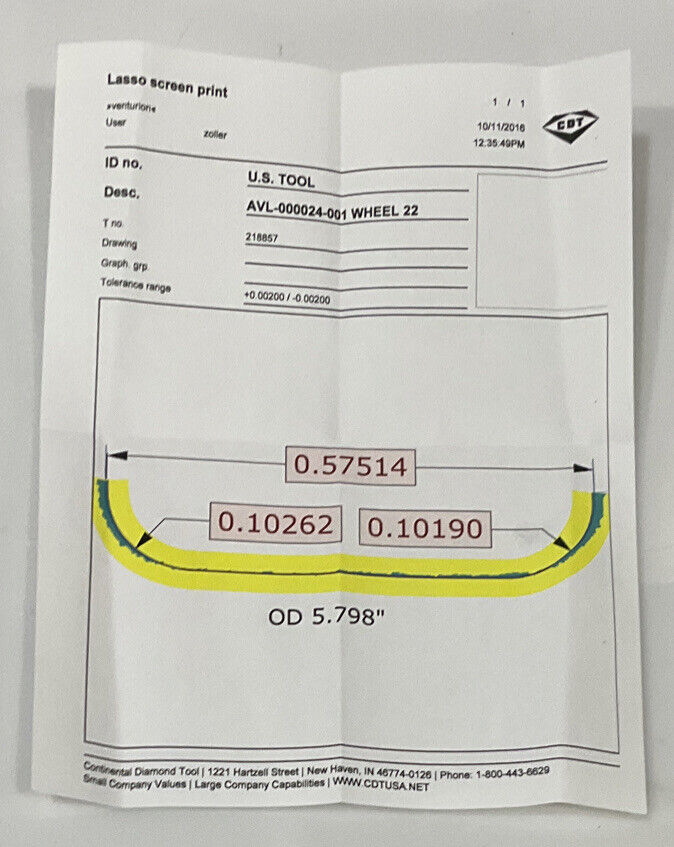 Lasso screen print
»venturion«
User
zoller
1 / 1
10/11/2016
12:35:49PM
CDT
ID no.
U.S. TOOL
Desc.
AVL-000024-001 WHEEL 22
T no.
Drawing
218857
Graph. grp.
Tolerance range
+0.00200 / -0.00200
0.57514
0.10262
0.10190
OD 5.798"
Continental Diamond Tool | 1221 Hartzell Street | New Haven, IN 46774-0126 | Phone: 1-800-443-6629
Small Company Values | Large Company Capabilities | WWW.CDTUSA.NET